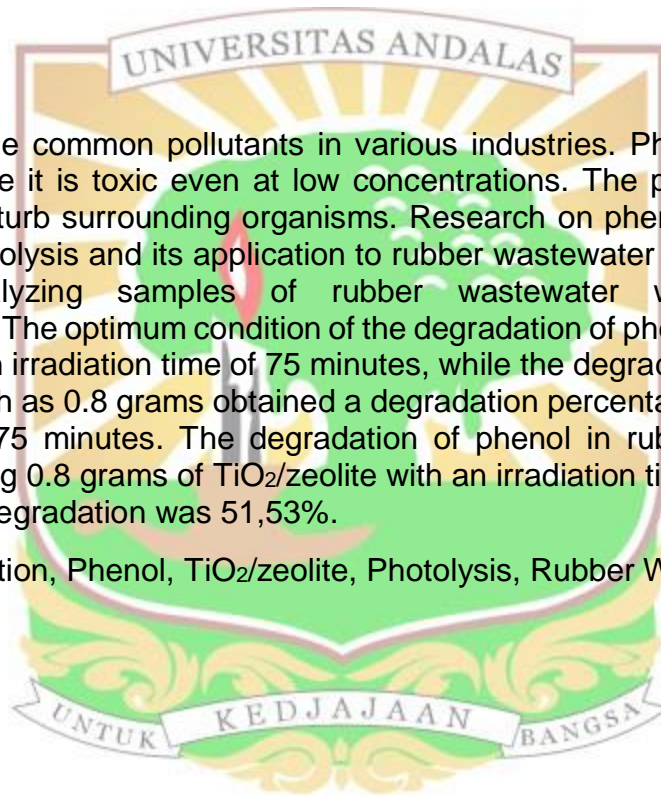 UNIVERSITAS ANDALAS
e common pollutants in various industries. Ph
e it is toxic even at low concentrations. The p
turb surrounding organisms. Research on phen
olysis and its application to rubber wastewater
lyzing samples of rubber wastewater w
. The optimum condition of the degradation of phe
n irradiation time of 75 minutes, while the degrad
h as 0.8 grams obtained a degradation percenta
75 minutes. The degradation of phenol in rub
g 0.8 grams of TiO2/zeolite with an irradiation ti
egradation was 51,53%.
tion, Phenol, TiO2/zeolite, Photolysis, Rubber W
UNTUK KEDJAJAAN BANGSA